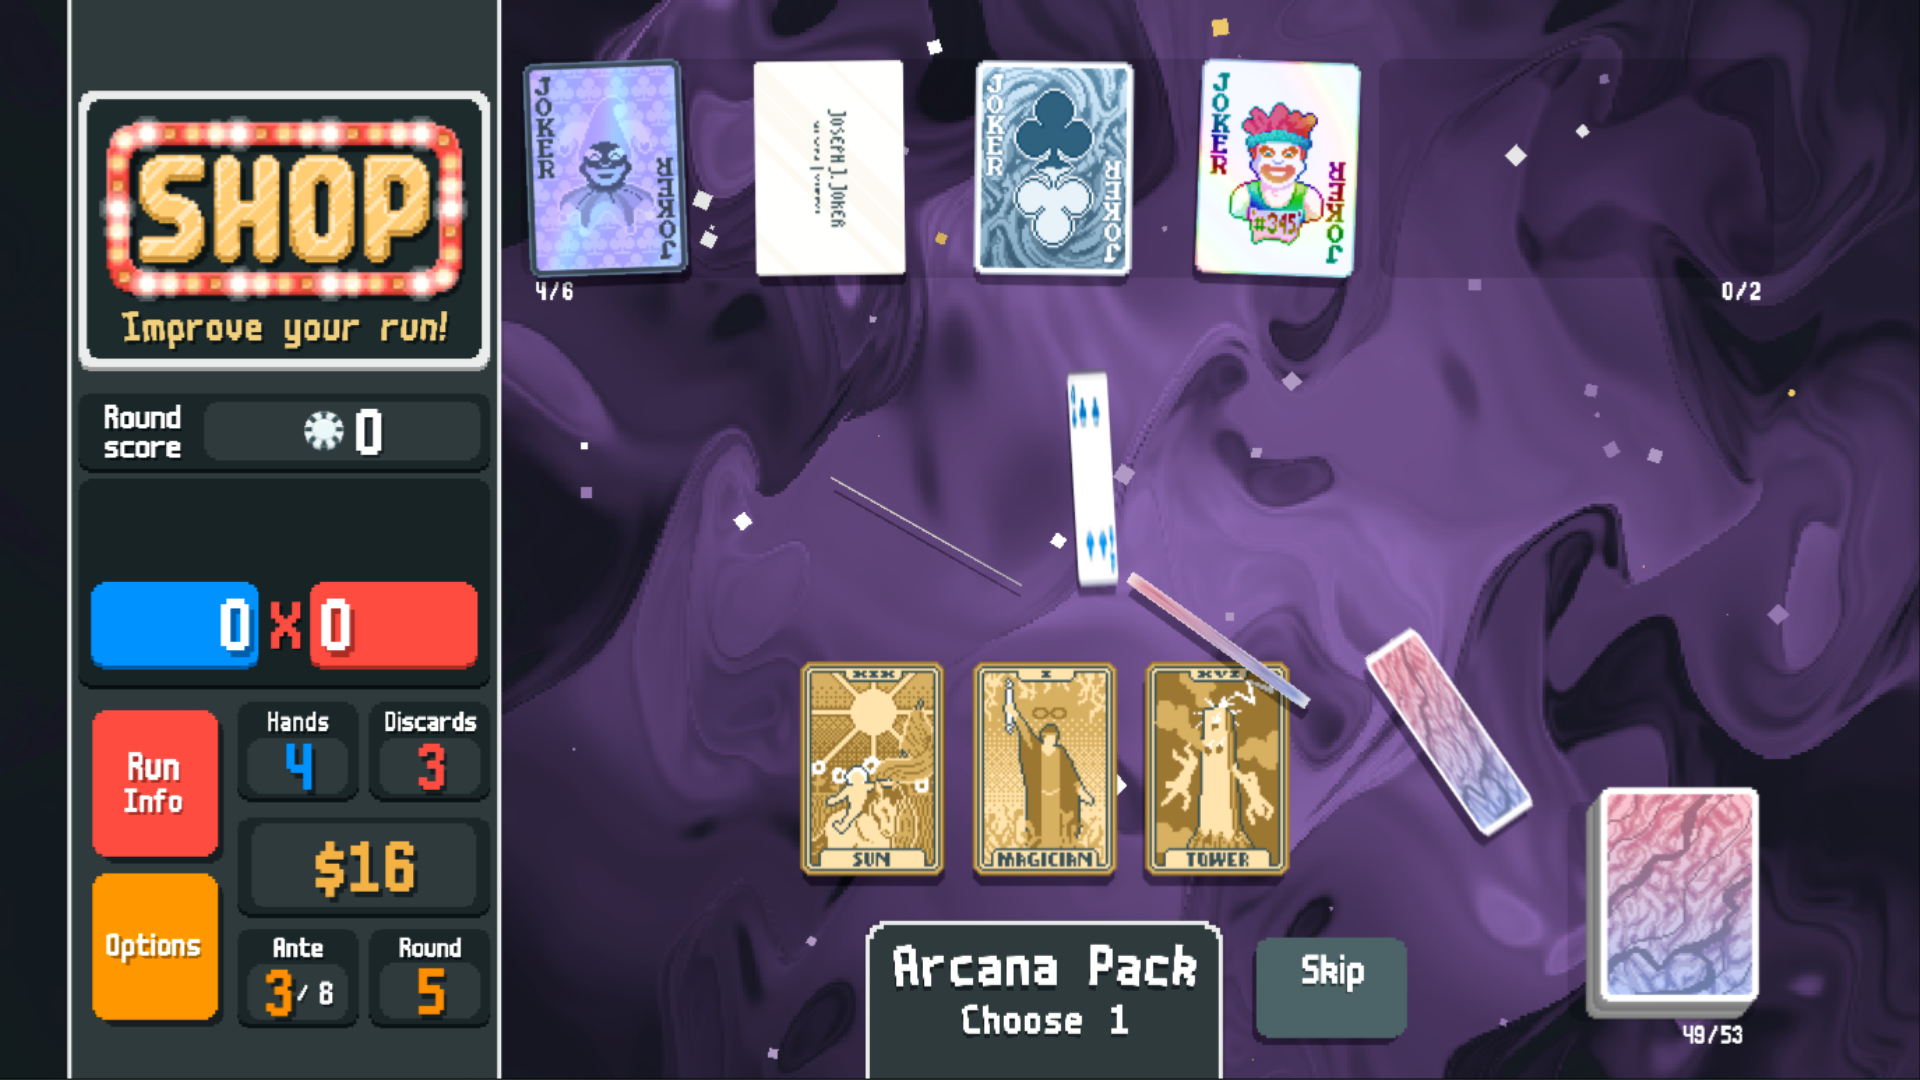 SHOP
Improve your run!
Round
score
0
0 X 0
Run
Info
Hands
4
Discards
3
$16
Options
Ante
3 / 8
Round
5
JOKER
JOKER
JOSEPH J. JOKER
JOKER
JOKER
JOKER
#345
JOKER
4/6
0/2
XIX
SUN
I
MAGICIAN
XVI
TOWER
Arcana Pack
Choose 1
Skip
49/53